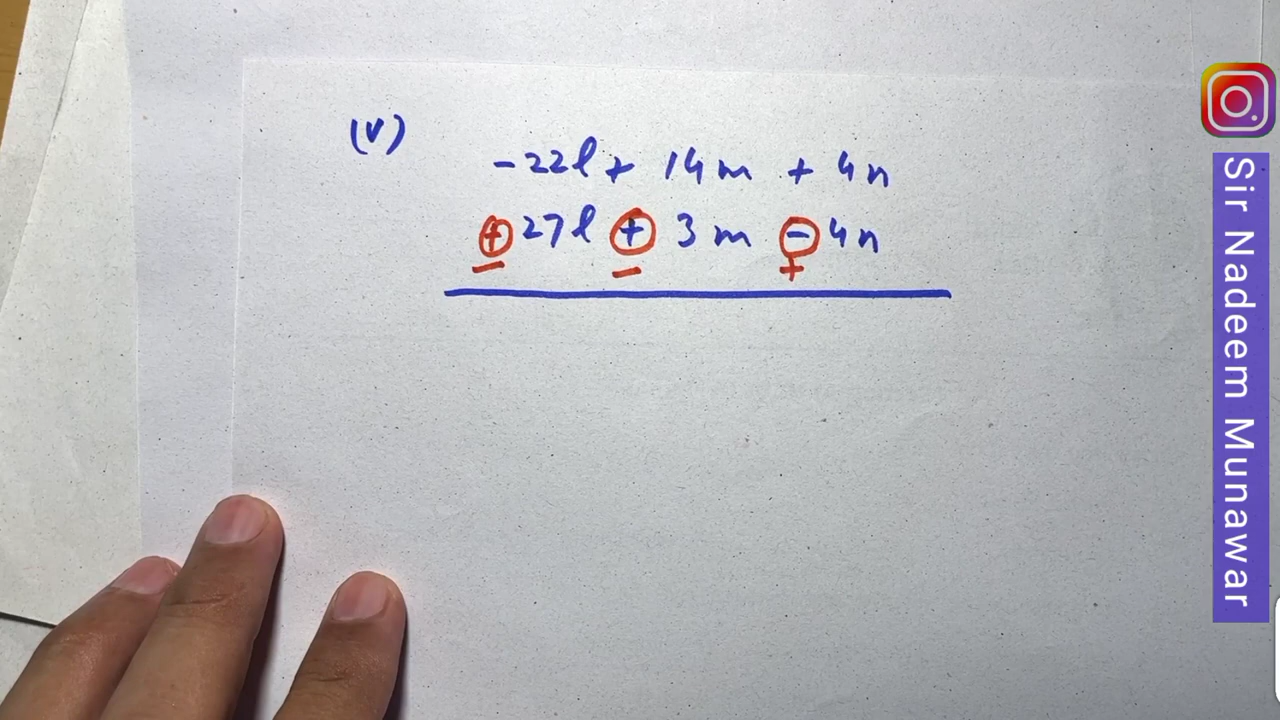 (v)
-22l + 14m + 4n
+ 27l + 3m - 4n
- - +
Sir Nadeem Munawar